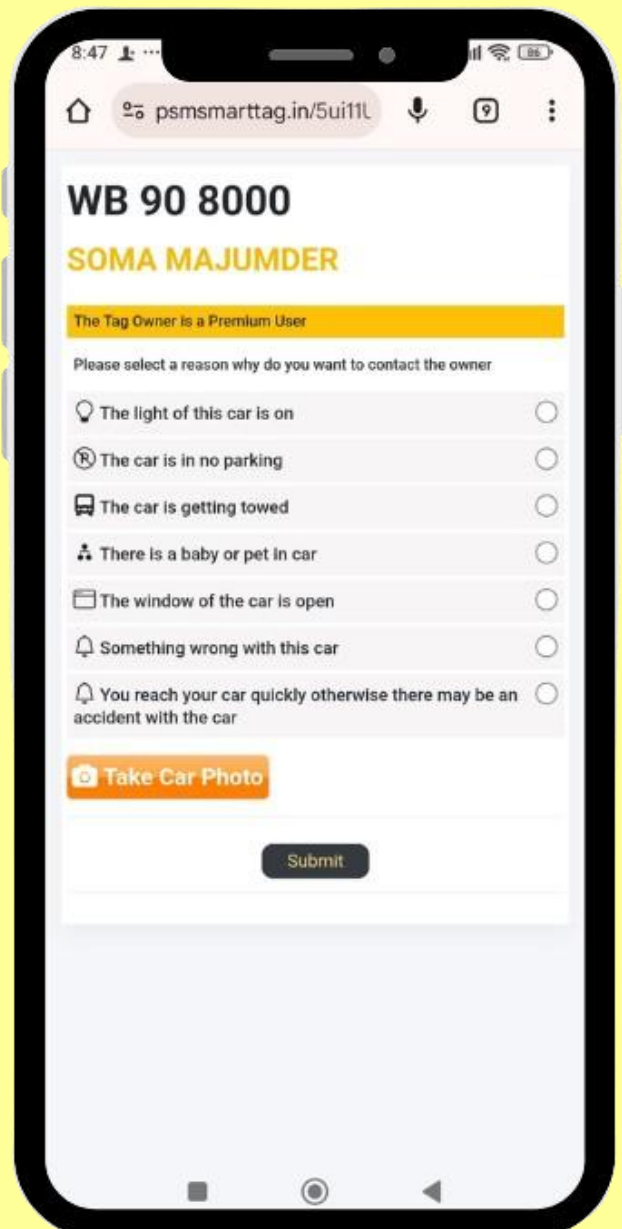 8:47
86
psmsmarttag.in/5ui11
9
WB 90 8000
SOMA MAJUMDER
The Tag Owner is a Premium User
Please select a reason why do you want to contact the owner
The light of this car is on
The car is in no parking
The car is getting towed
There is a baby or pet in car
The window of the car is open
Something wrong with this car
You reach your car quickly otherwise there may be an
accident with the car
Take Car Photo
Submit